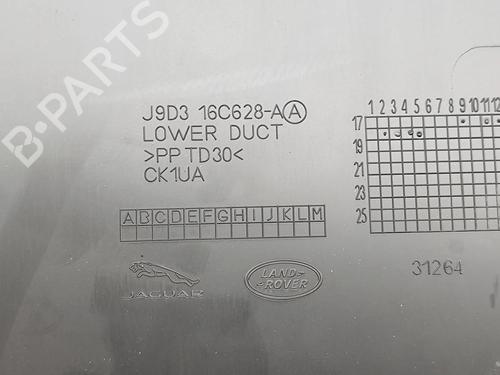 J9D3 16C628-AA
LOWER DUCT
>PP TD30<
CK1UA
A B C D E F G H I J K L M
JAGUAR
LAND-
ROVER
1 2 3 4 5 6 7 8 9 10 11 12
17
19
21
23
25
31264
B-PARTS